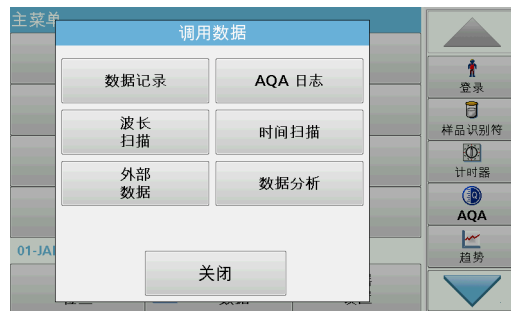 主菜单
调用数据
数据记录
AQA 日志
波长
扫描
时间扫描
外部
数据
数据分析
关闭
01-JA
登录
样品识别符
计时器
AQA
趋势